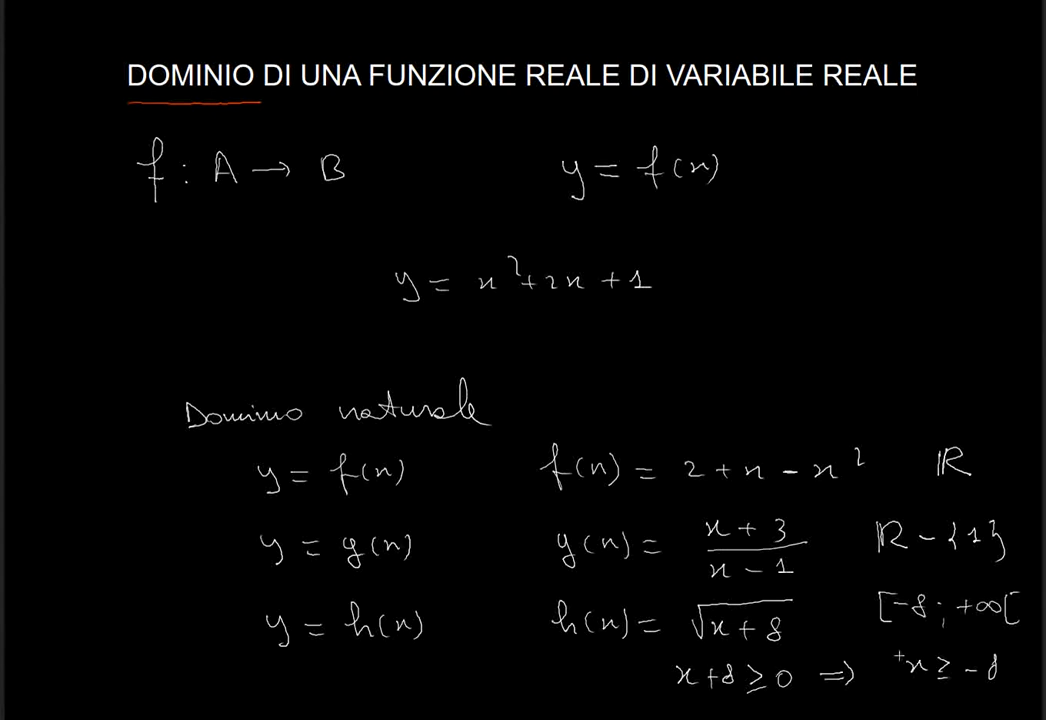 DOMINIO DI UNA FUNZIONE REALE DI VARIABILE REALE
f : A → B y = f(x)
y = x² + 2x + 1
Dominio naturale
y = f(x) f(x) = 2 + x - x² ℝ
y = g(x) g(x) = (x + 3)/(x - 1) ℝ - {1}
y = h(x) h(x) = √(x + 8) [-8 ; +∞[
x + 8 ≥ 0 ⇒ +x ≥ -8